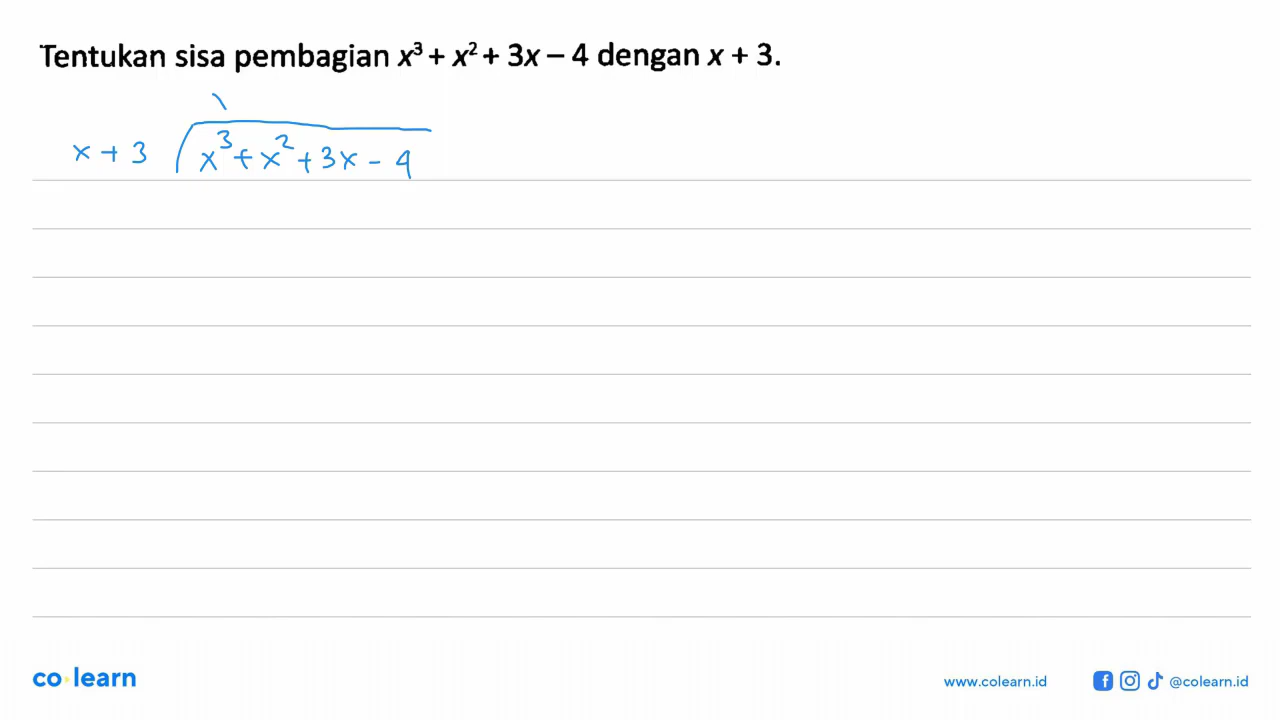 Tentukan sisa pembagian x³ + x² + 3x – 4 dengan x + 3.
x + 3 x³ + x² + 3x - 4
co learn www.colearn.id @colearn.id